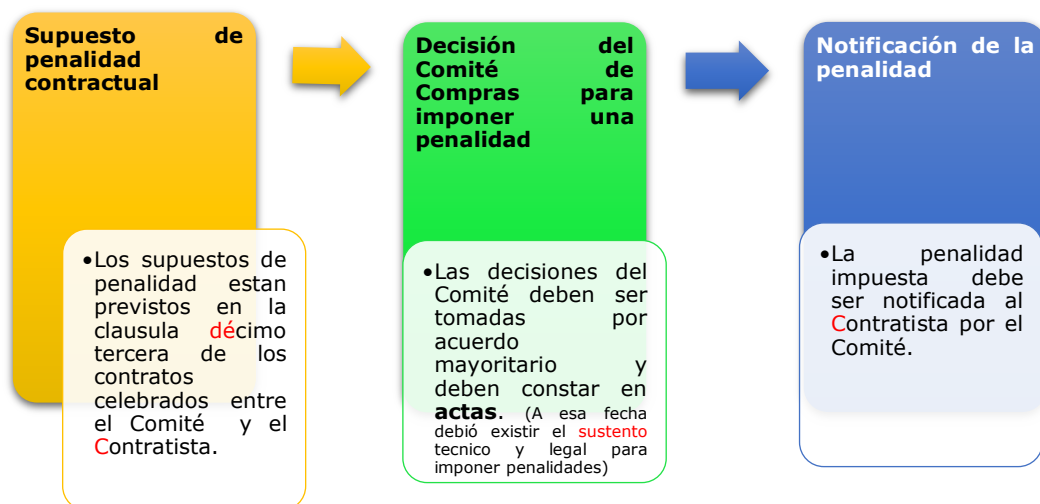 Supuesto de
penalidad
contractual
•Los supuestos de
penalidad estan
previstos en la
clausula décimo
tercera de los
contratos
celebrados entre
el Comité y el
Contratista.
Decisión del
Comité de
Compras para
imponer una
penalidad
•Las decisiones del
Comité deben ser
tomadas por
acuerdo
mayoritario y
deben constar en
actas. (A esa fecha
debió existir el sustento
tecnico y legal para
imponer penalidades)
Notificación de la
penalidad
•La penalidad
impuesta debe
ser notificada al
Contratista por el
Comité.